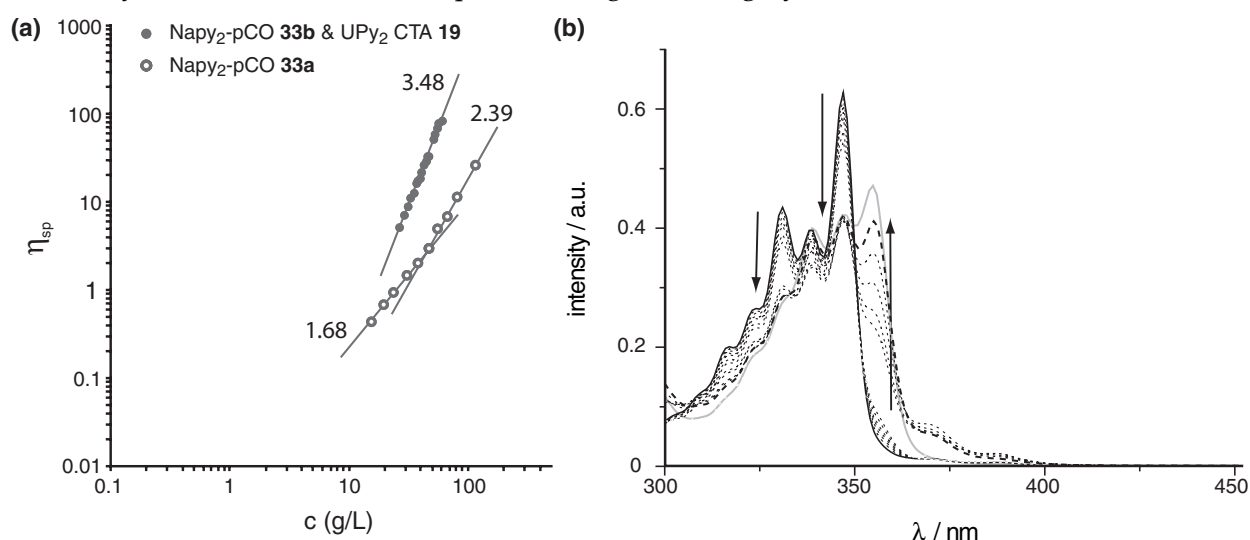 (a)
Napy2-pCO 33b & UPy2 CTA 19
Napy2-pCO 33a
3.48
2.39
1.68
1000
100
10
1
0.1
0.01
0.1
1
10
100
ηsp
c (g/L)
(b)
0.6
0.4
0.2
0
300
350
400
450
intensity / a.u.
λ / nm